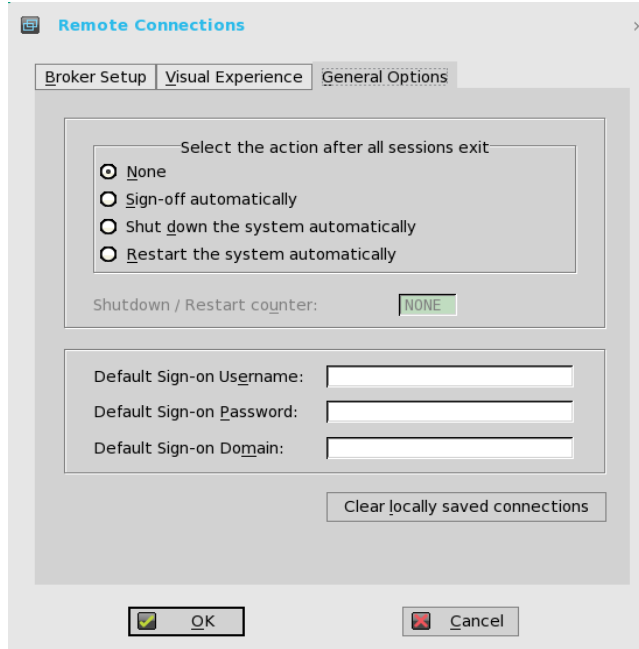 Remote Connections
Broker Setup Visual Experience General Options
Select the action after all sessions exit
None
Sign-off automatically
Shut down the system automatically
Restart the system automatically
Shutdown / Restart counter: NONE
Default Sign-on Username:
Default Sign-on Password:
Default Sign-on Domain:
Clear locally saved connections
OK Cancel